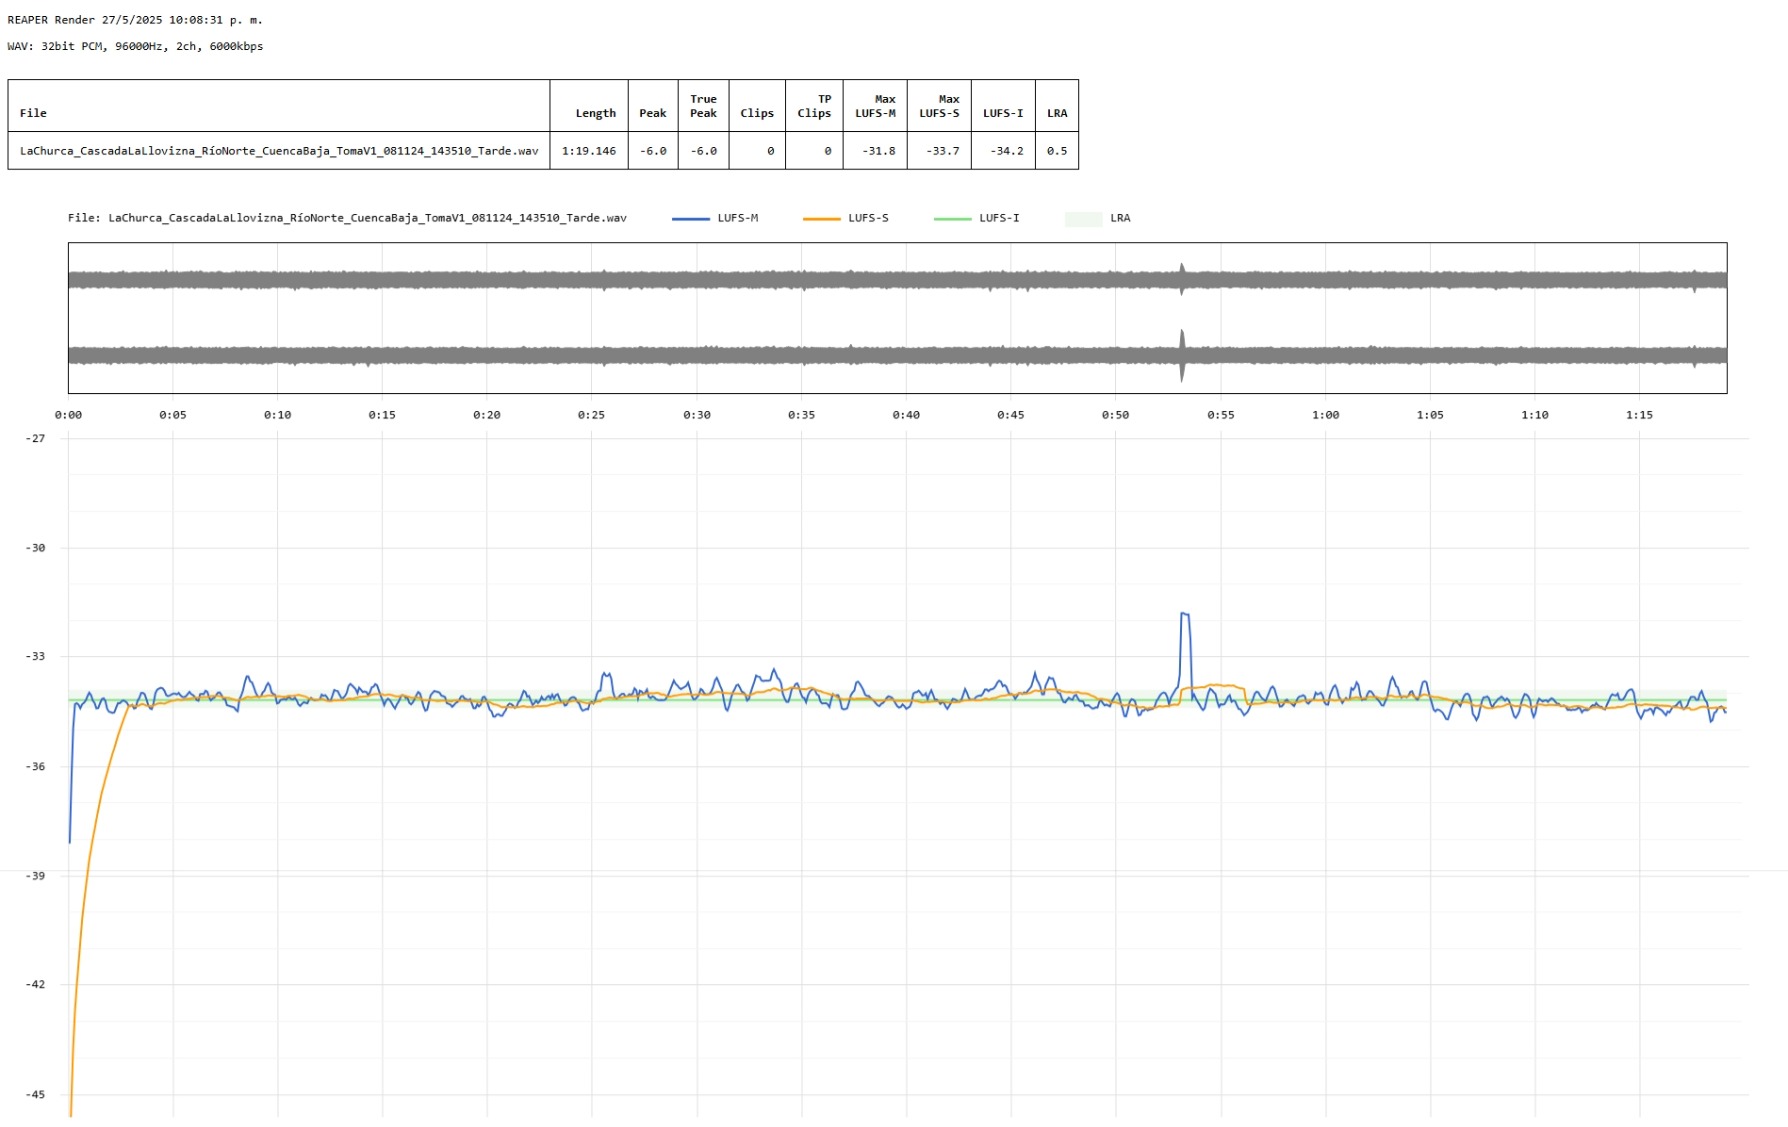 REAPER Render 27/5/2025 10:08:31 p. m.
WAV: 32bit PCM, 96000Hz, 2ch, 6000kbps
File Length Peak True Peak Clips TP Clips Max LUFS-M Max LUFS-S LUFS-I LRA
LaChurca_CascadaLaLlovizna_RíoNorte_CuencaBaja_TomaV1_081124_143510_Tarde.wav 1:19.146 -6.0 -6.0 0 0 -31.8 -33.7 -34.2 0.5
File: LaChurca_CascadaLaLlovizna_RíoNorte_CuencaBaja_TomaV1_081124_143510_Tarde.wav LUFS-M LUFS-S LUFS-I LRA
0:00 0:05 0:10 0:15 0:20 0:25 0:30 0:35 0:40 0:45 0:50 0:55 1:00 1:05 1:10 1:15
-27
-30
-33
-36
-39
-42
-45